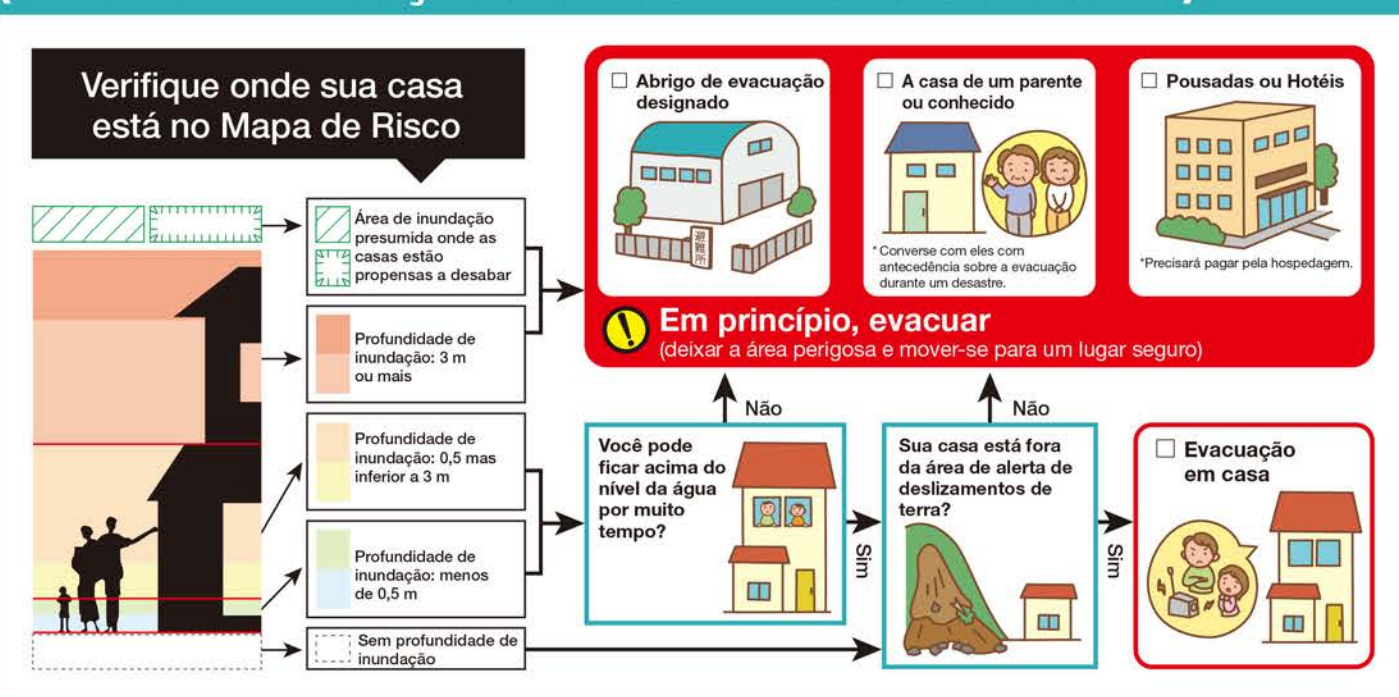 Verifique onde sua casa
está no Mapa de Risco
Área de inundação
presumida onde as
casas estão
propensas a desabar
Profundidade de
inundação: 3 m
ou mais
Profundidade de
inundação: 0,5 mas
inferior a 3 m
Profundidade de
inundação: menos
de 0,5 m
Sem profundidade de
inundação
☐ Abrigo de evacuação
designado
避難所
☐ A casa de um parente
ou conhecido
* Converse com eles com
antecedência sobre a evacuação
durante um desastre.
☐ Pousadas ou Hotéis
*Precisará pagar pela hospedagem.
Em princípio, evacuar
(deixar a área perigosa e mover-se para um lugar seguro)
Não
Não
Você pode
ficar acima do
nível da água
por muito
tempo?
Sim
Sua casa está fora
da área de alerta de
deslizamentos de
terra?
Sim
☐ Evacuação
em casa